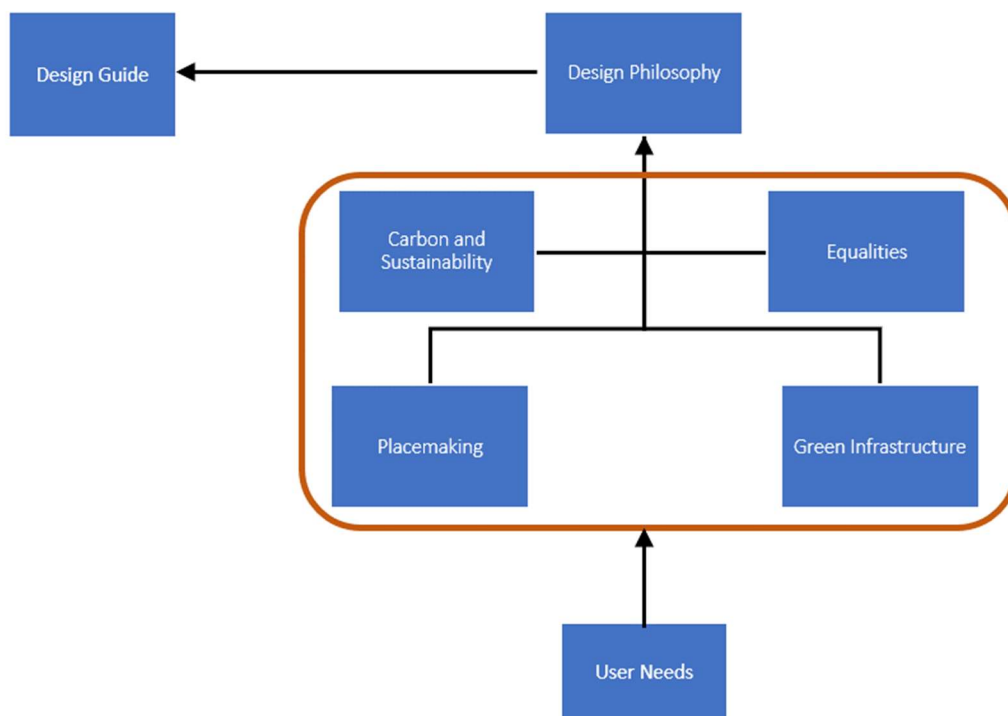 Design Guide
Design Philosophy
Carbon and
Sustainability
Equalities
Placemaking
Green Infrastructure
User Needs